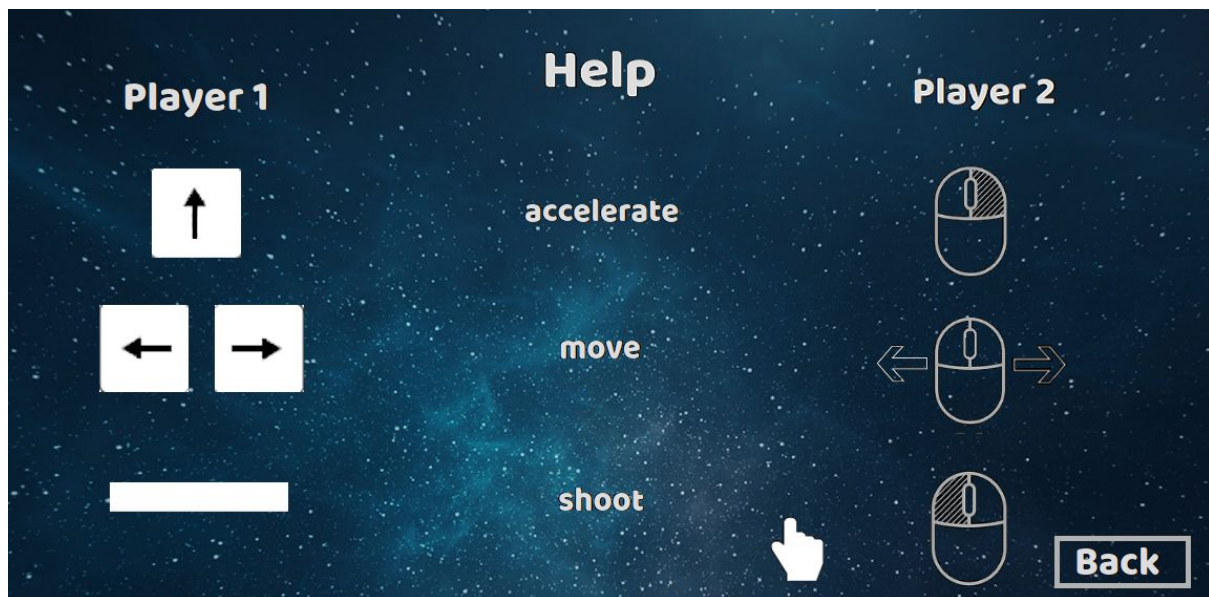 Help
Player 1
Player 2
accelerate
move
shoot
Back